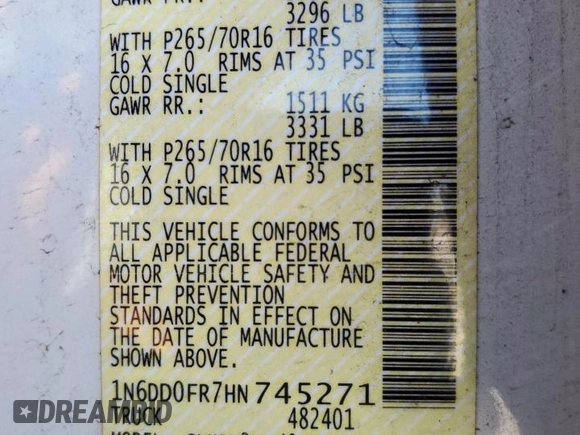 GAWR FR.:
3296 LB
WITH P265/70R16 TIRES
16 X 7.0 RIMS AT 35 PSI
COLD SINGLE
GAWR RR.: 1511 KG
3331 LB
WITH P265/70R16 TIRES
16 X 7.0 RIMS AT 35 PSI
COLD SINGLE
THIS VEHICLE CONFORMS TO
ALL APPLICABLE FEDERAL
MOTOR VEHICLE SAFETY AND
THEFT PREVENTION
STANDARDS IN EFFECT ON
THE DATE OF MANUFACTURE
SHOWN ABOVE.
1N6DD0FR7HN745271
TRUCK 482401